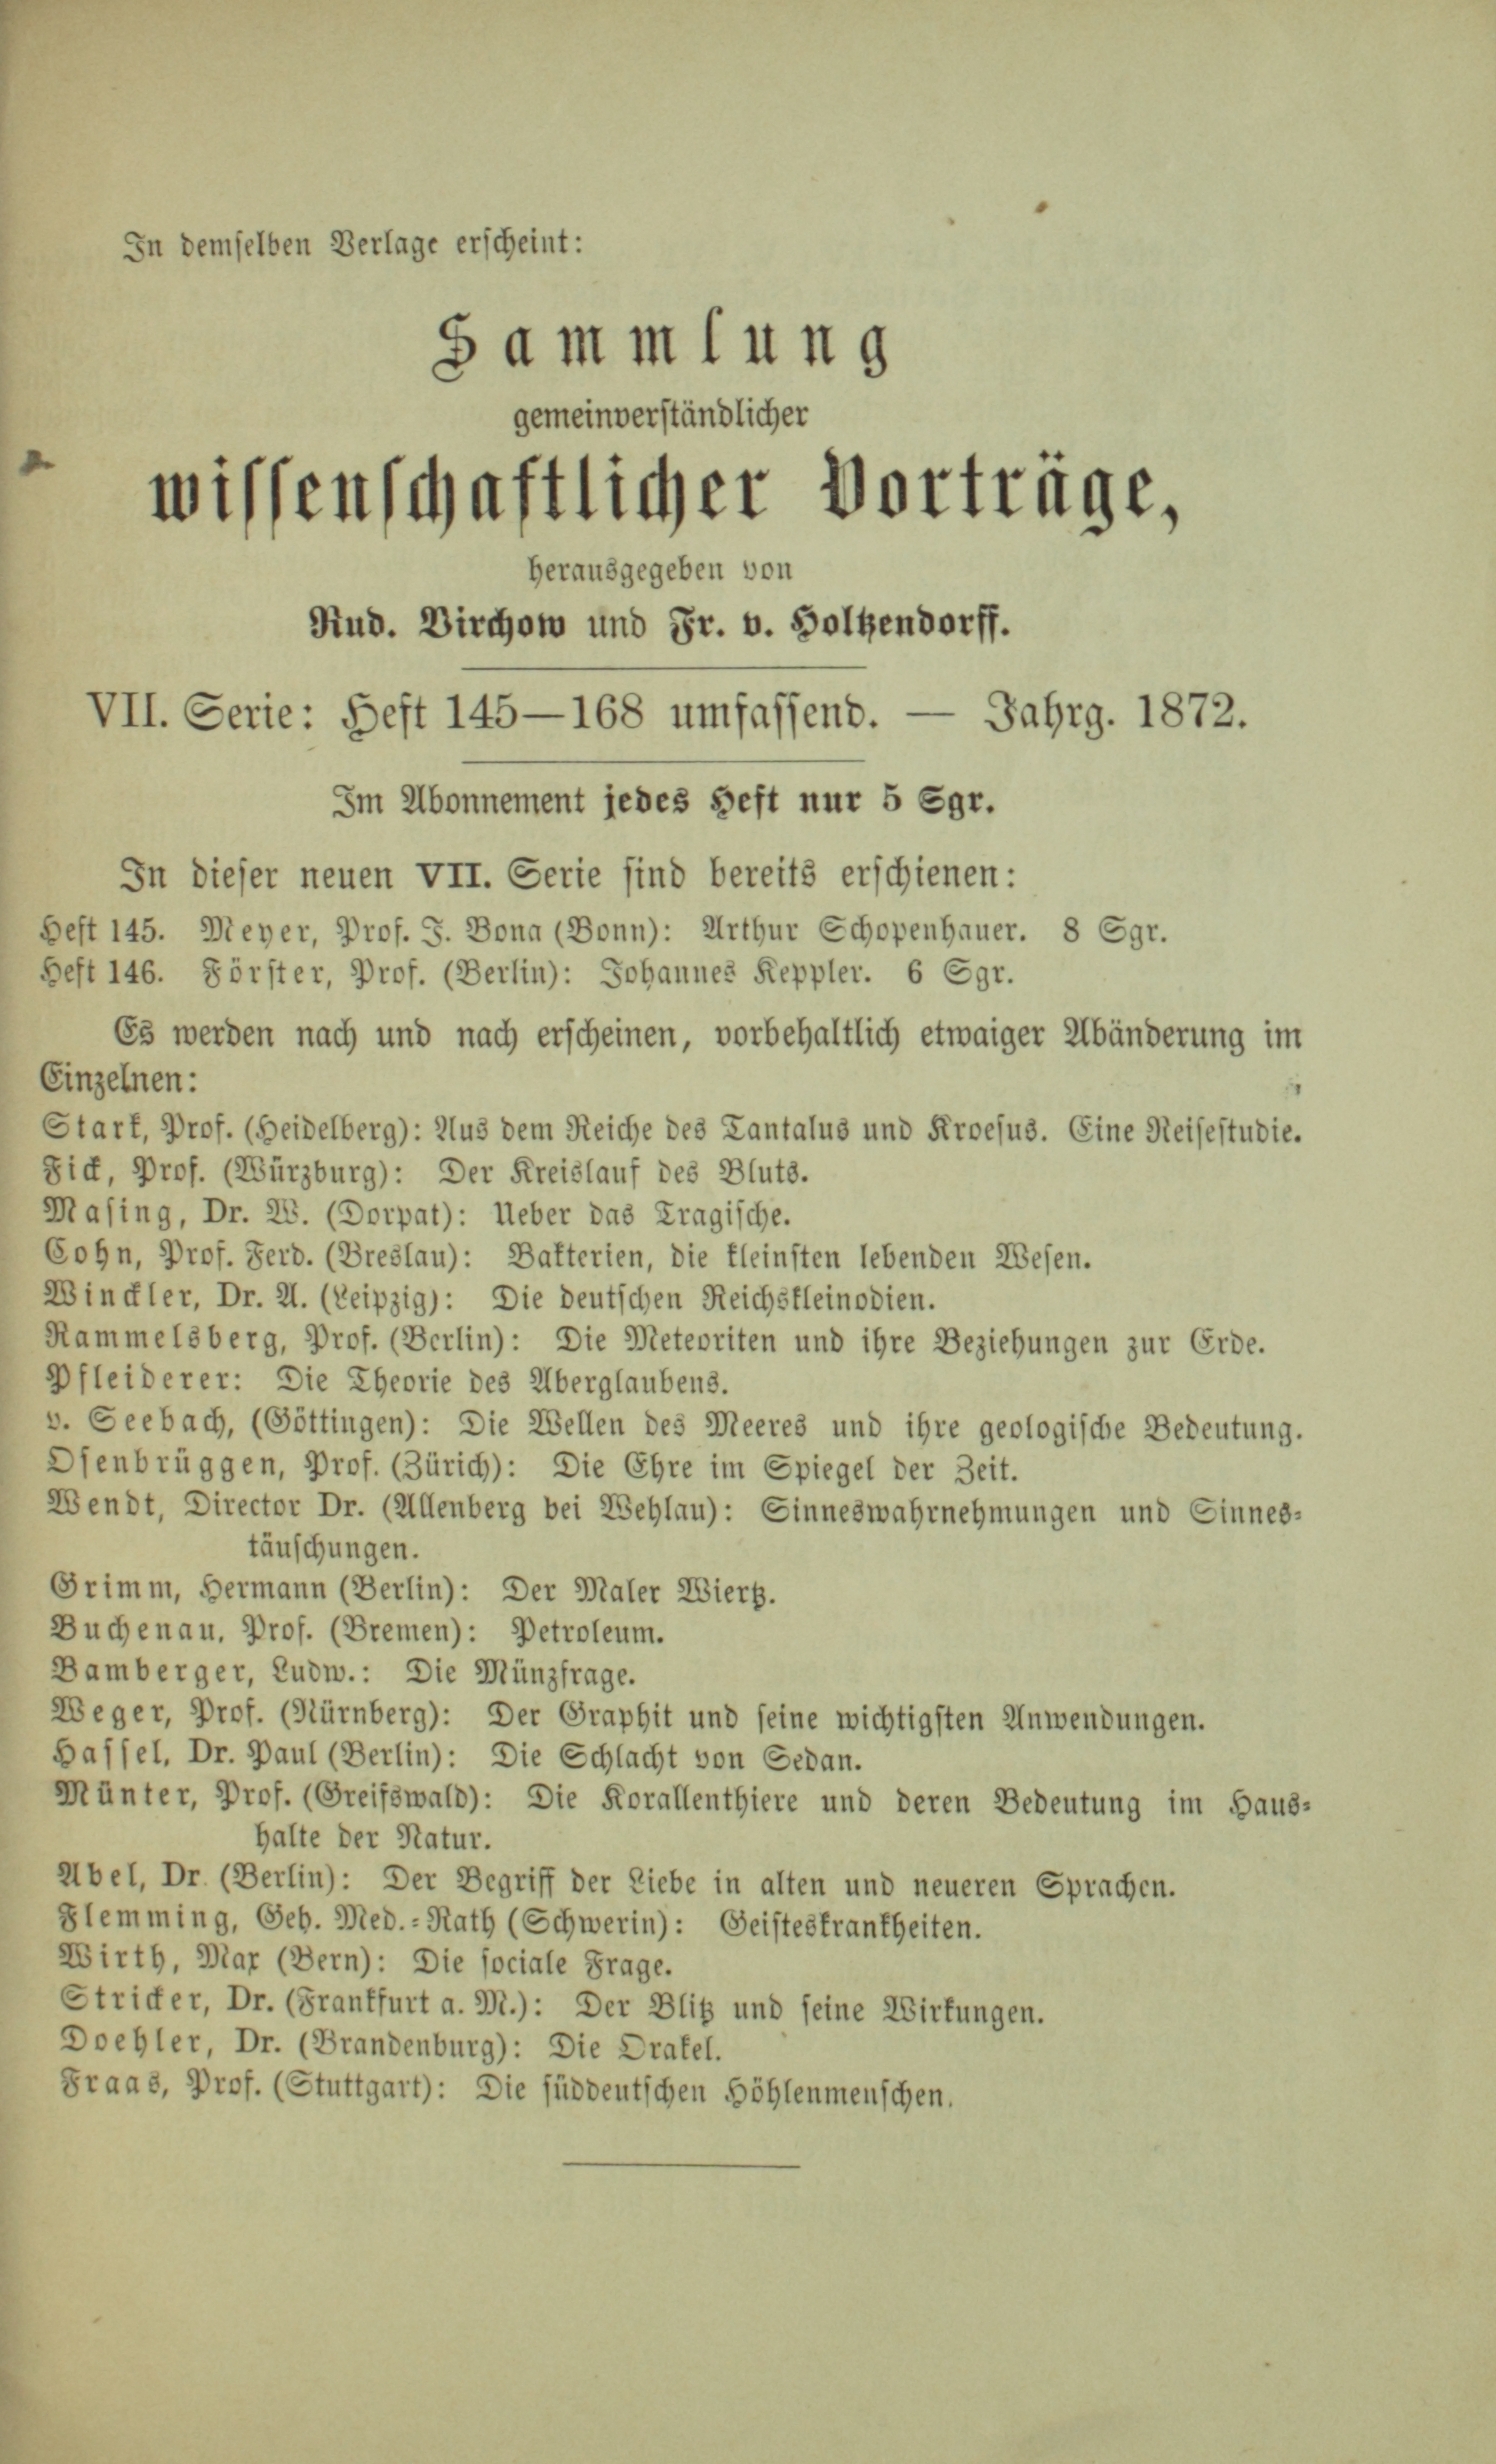 In demselben Verlage erscheint:
Sammlung
gemeinverständlicher
wissenschaftlicher Vorträge,
herausgegeben von
Rud. Virchow und Fr. v. Holtzendorff.
VII. Serie: Heft 145—168 umfassend. — Jahrg. 1872.
Im Abonnement jedes Heft nur 5 Sgr.
In dieser neuen VII. Serie sind bereits erschienen:
Heft 145. Meyer, Prof. J. Bona (Bonn): Arthur Schopenhauer. 8 Sgr.
Heft 146. Förster, Prof. (Berlin): Johannes Keppler. 6 Sgr.
Es werden nach und nach erscheinen, vorbehaltlich etwaiger Abänderung im
Einzelnen:
Stark, Prof. (Heidelberg): Aus dem Reiche des Tantalus und Kroesus. Eine Reisestudie.
Fick, Prof. (Würzburg): Der Kreislauf des Bluts.
Masing, Dr. W. (Dorpat): Ueber das Tragische.
Cohn, Prof. Ferd. (Breslau): Bakterien, die kleinsten lebenden Wesen.
Winckler, Dr. A. (Leipzig): Die deutschen Reichskleinodien.
Rammelsberg, Prof. (Berlin): Die Meteoriten und ihre Beziehungen zur Erde.
Pfleiderer: Die Theorie des Aberglaubens.
v. Seebach, (Göttingen): Die Wellen des Meeres und ihre geologische Bedeutung.
Osenbrüggen, Prof. (Zürich): Die Ehre im Spiegel der Zeit.
Wendt, Director Dr. (Allenberg bei Wehlau): Sinneswahrnehmungen und Sinnes-
täuschungen.
Grimm, Hermann (Berlin): Der Maler Wiertz.
Buchenau, Prof. (Bremen): Petroleum.
Bamberger, Ludw.: Die Münzfrage.
Weger, Prof. (Nürnberg): Der Graphit und seine wichtigsten Anwendungen.
Hassel, Dr. Paul (Berlin): Die Schlacht von Sedan.
Münter, Prof. (Greifswald): Die Korallenthiere und deren Bedeutung im Haus-
halte der Natur.
Abel, Dr. (Berlin): Der Begriff der Liebe in alten und neueren Sprachen.
Flemming, Geh. Med.-Rath (Schwerin): Geisteskrankheiten.
Wirth, Max (Bern): Die sociale Frage.
Stricker, Dr. (Frankfurt a. M.): Der Blitz und seine Wirkungen.
Doehler, Dr. (Brandenburg): Die Orakel.
Fraas, Prof. (Stuttgart): Die süddeutschen Höhlenmenschen.